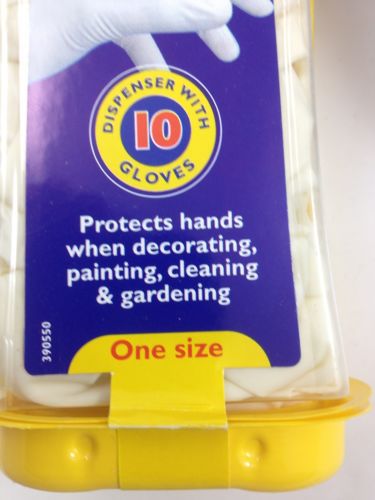 DISPENSER WITH
10
GLOVES
Protects hands
when decorating,
painting, cleaning
& gardening
390550
One size